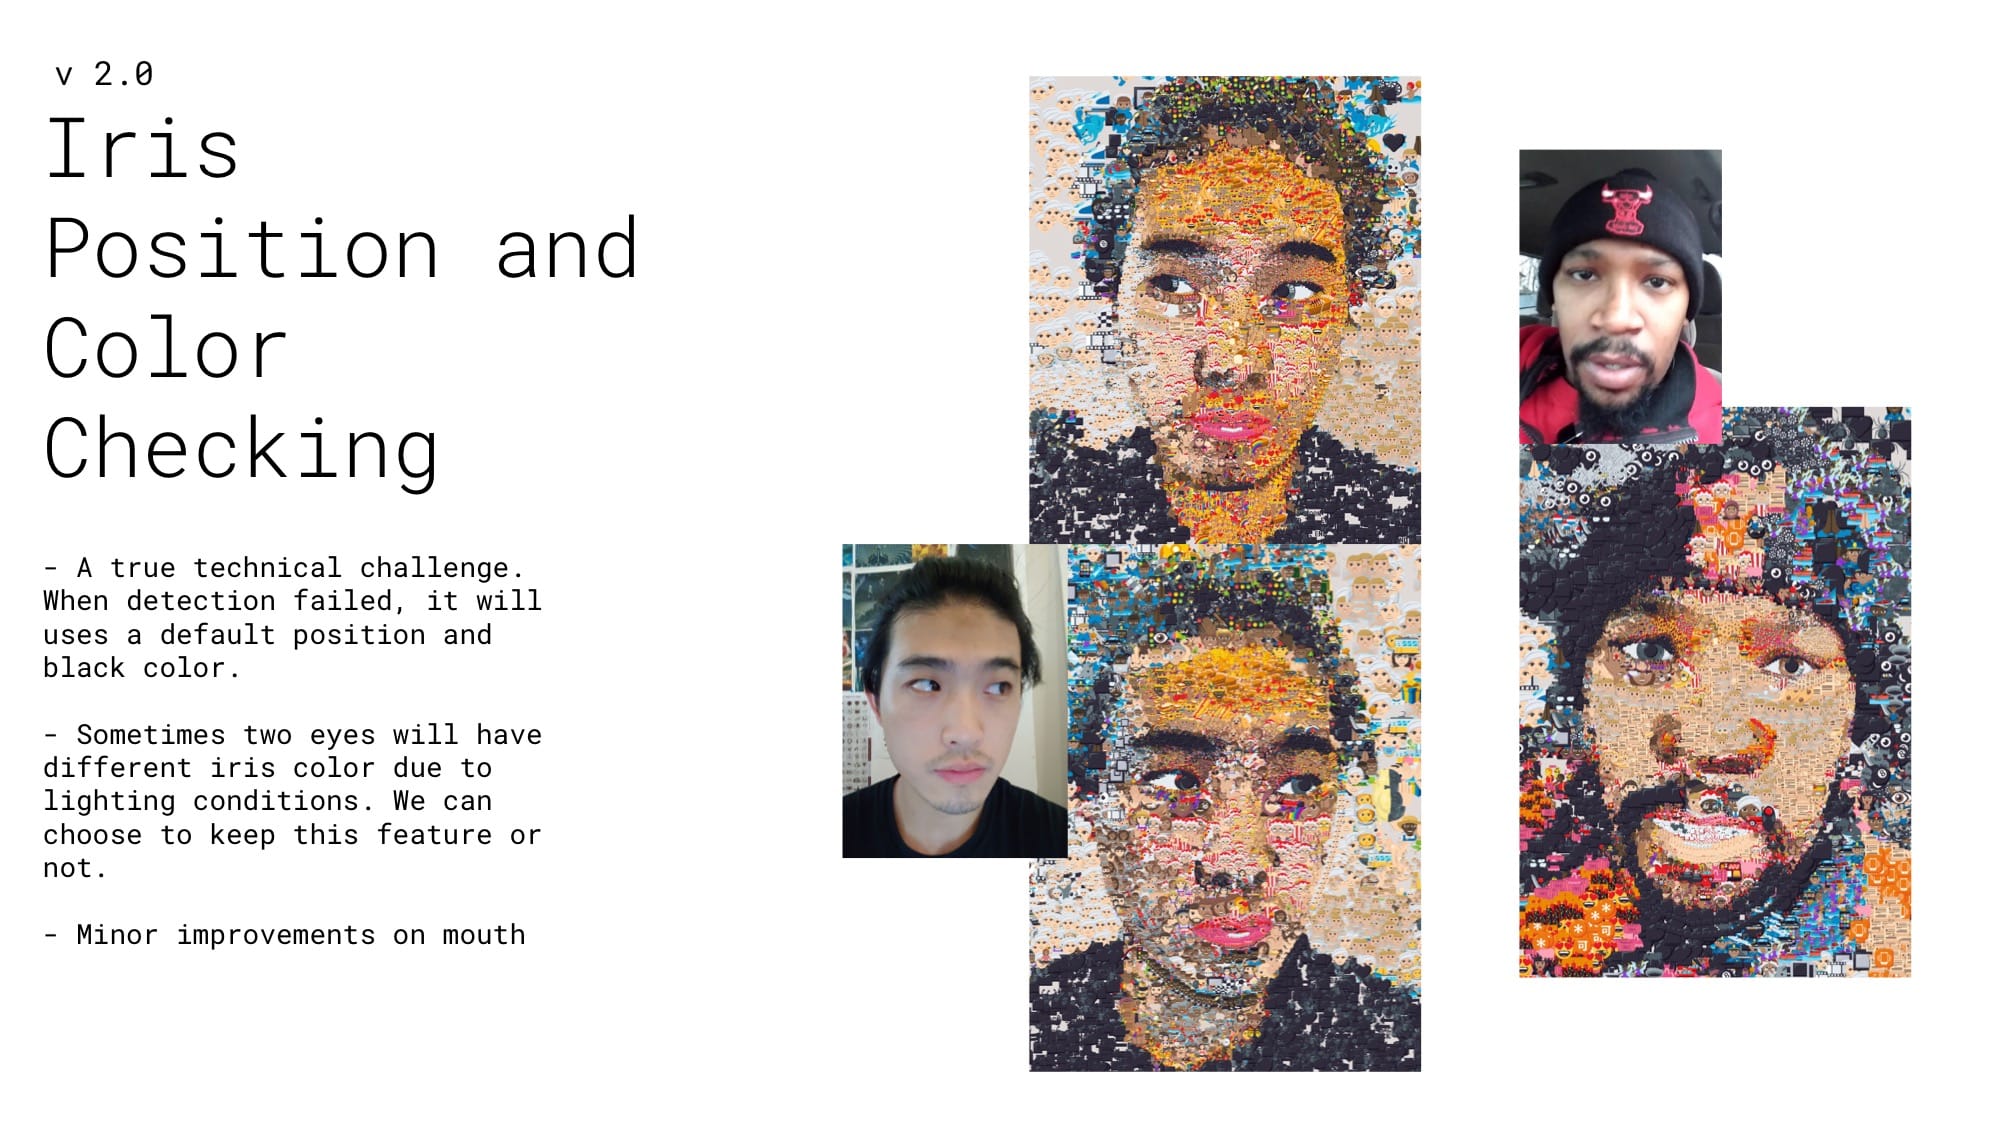 v 2.0
Iris
Position and
Color
Checking
- A true technical challenge.
When detection failed, it will
uses a default position and
black color.
- Sometimes two eyes will have
different iris color due to
lighting conditions. We can
choose to keep this feature or
not.
- Minor improvements on mouth